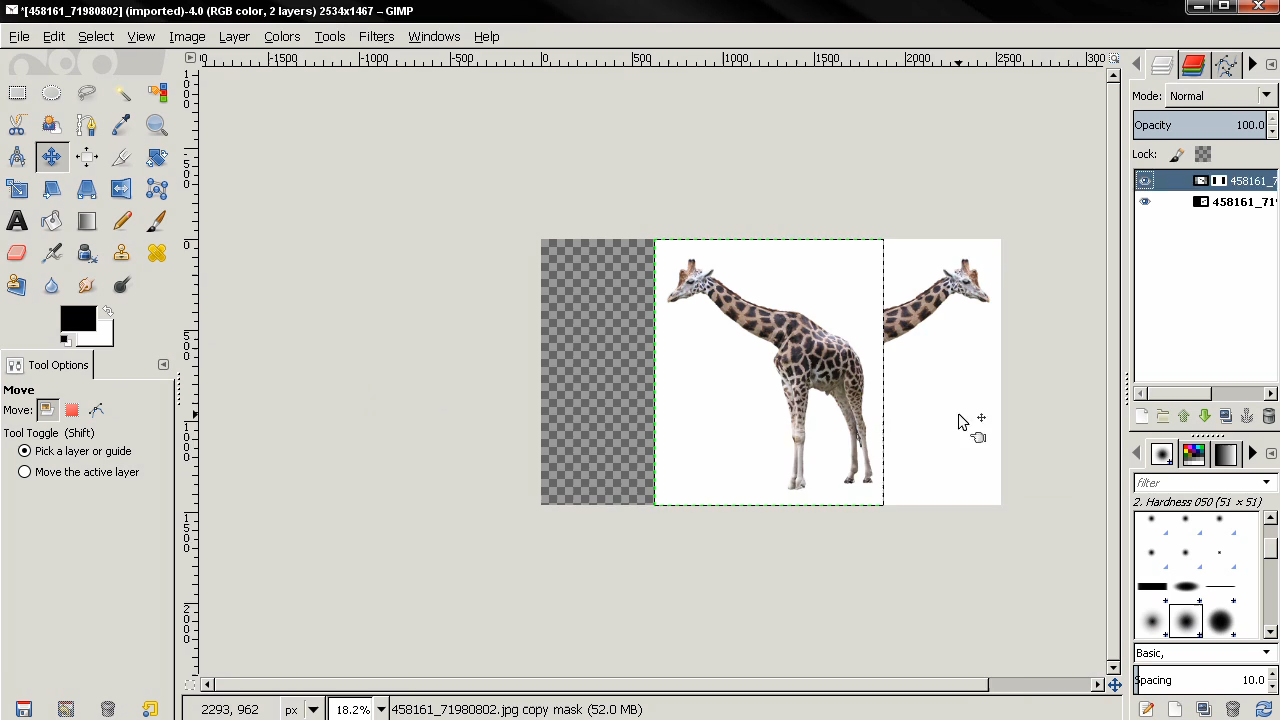 *[458161_71980802] (imported)-4.0 (RGB color, 2 layers) 2534x1467 – GIMP
File Edit Select View Image Layer Colors Tools Filters Windows Help
-1500 -1000 -500 0 500 1000 1500 2000 2500 300
Mode: Normal
Opacity 100.0
Lock:
458161_7
458161_71
Tool Options
Move
Move:
Tool Toggle (Shift)
Pick a layer or guide
Move the active layer
filter
2. Hardness 050 (51 × 51)
Basic,
Spacing 10.0
2293, 962 px 18.2% 458161_71980802.jpg copy mask (52.0 MB)